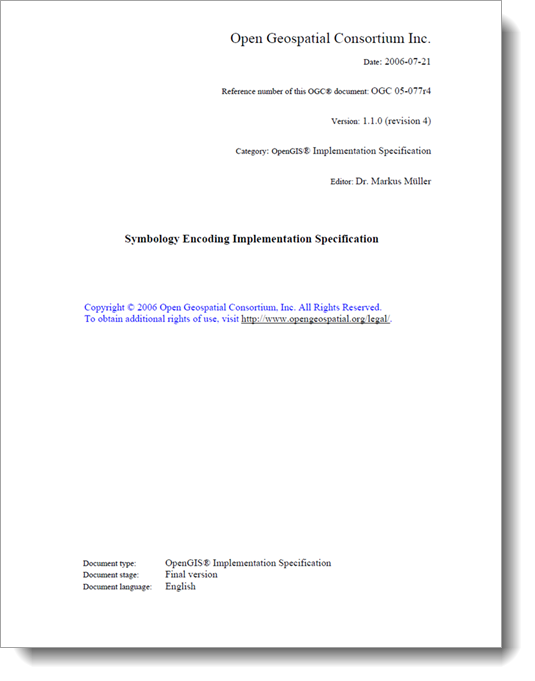 Open Geospatial Consortium Inc.
Date: 2006-07-21
Reference number of this OGC® document: OGC 05-077r4
Version: 1.1.0 (revision 4)
Category: OpenGIS® Implementation Specification
Editor: Dr. Markus Müller
Symbology Encoding Implementation Specification
Copyright © 2006 Open Geospatial Consortium, Inc. All Rights Reserved.
To obtain additional rights of use, visit http://www.opengeospatial.org/legal/.
Document type: OpenGIS® Implementation Specification
Document stage: Final version
Document language: English